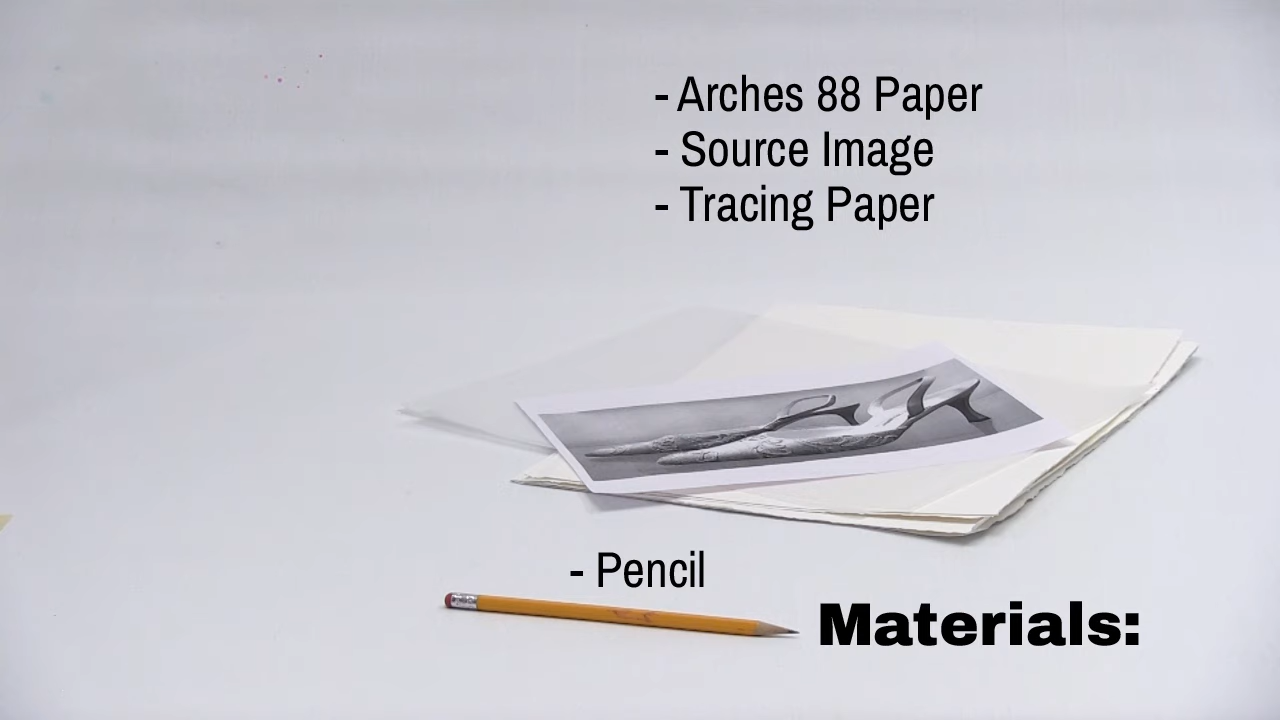 - Arches 88 Paper
- Source Image
- Tracing Paper
- Pencil
Materials: